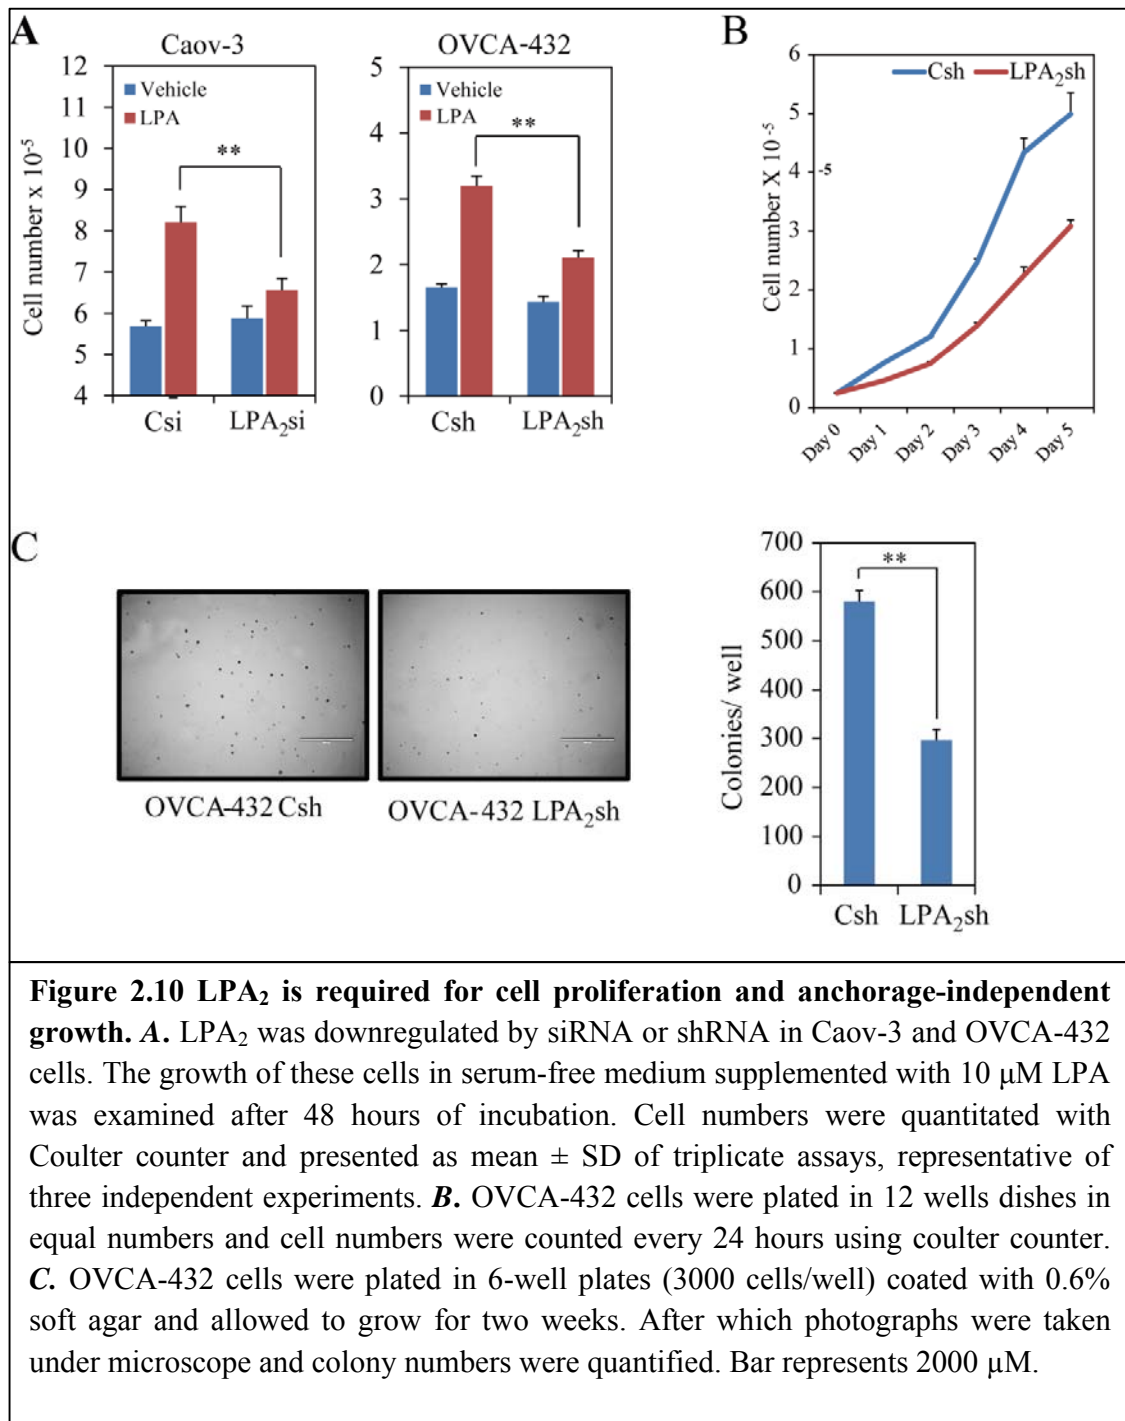 A
Caov-3
12
11
10
9
8
7
6
5
4
Cell number x 10-5
Vehicle
LPA
**
Csi
LPA2si
OVCA-432
5
4
3
2
1
0
Vehicle
LPA
**
Csh
LPA2sh
B
6
5
4
3
2
1
0
Cell number X 10 -5
-5
Csh
LPA2sh
Day 0
Day 1
Day 2
Day 3
Day 4
Day 5
C
OVCA-432 Csh
OVCA-432 LPA2sh
700
600
500
400
300
200
100
0
Colonies/ well
**
Csh
LPA2sh
Figure 2.10 LPA2 is required for cell proliferation and anchorage-independent
growth. A. LPA2 was downregulated by siRNA or shRNA in Caov-3 and OVCA-432
cells. The growth of these cells in serum-free medium supplemented with 10 μM LPA
was examined after 48 hours of incubation. Cell numbers were quantitated with
Coulter counter and presented as mean ± SD of triplicate assays, representative of
three independent experiments. B. OVCA-432 cells were plated in 12 wells dishes in
equal numbers and cell numbers were counted every 24 hours using coulter counter.
C. OVCA-432 cells were plated in 6-well plates (3000 cells/well) coated with 0.6%
soft agar and allowed to grow for two weeks. After which photographs were taken
under microscope and colony numbers were quantified. Bar represents 2000 μM.